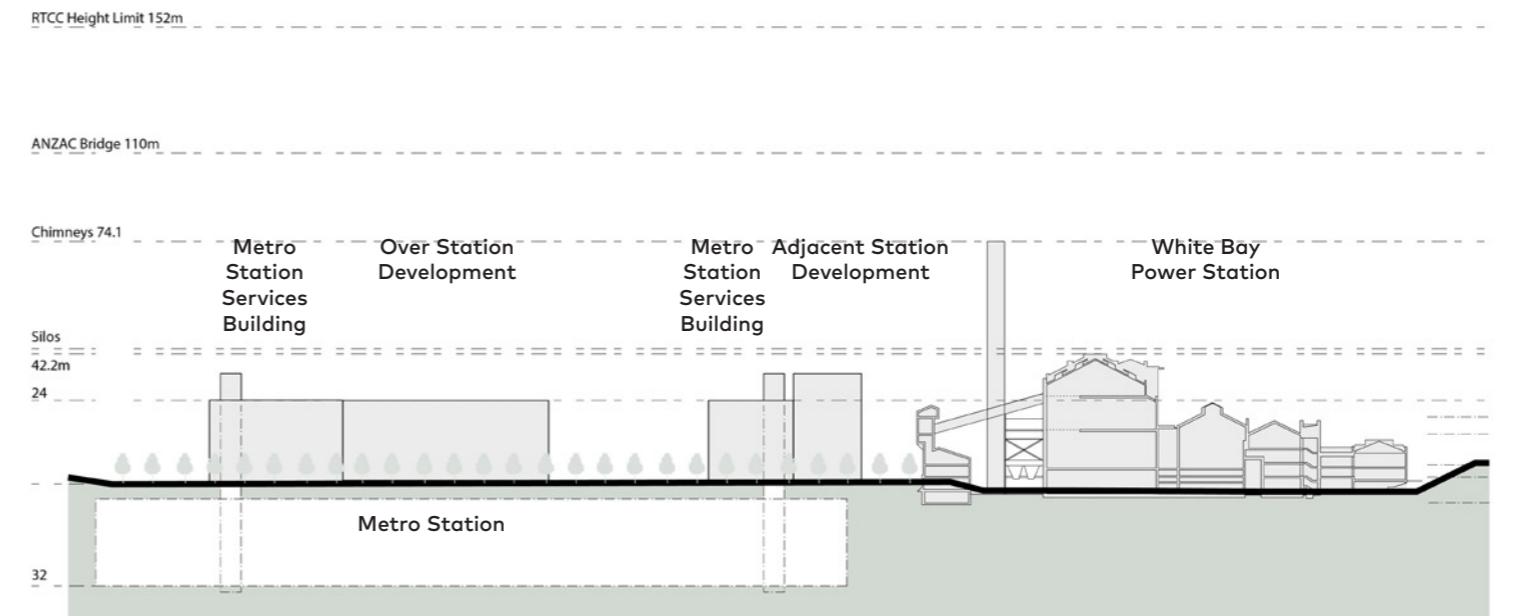 RTCC Height Limit 152m
ANZAC Bridge 110m
Chimneys 74.1
Metro
Station
Services
Building
Over Station
Development
Metro
Station
Services
Building
Adjacent Station
Development
White Bay
Power Station
Silos
42.2m
24
Metro Station
32